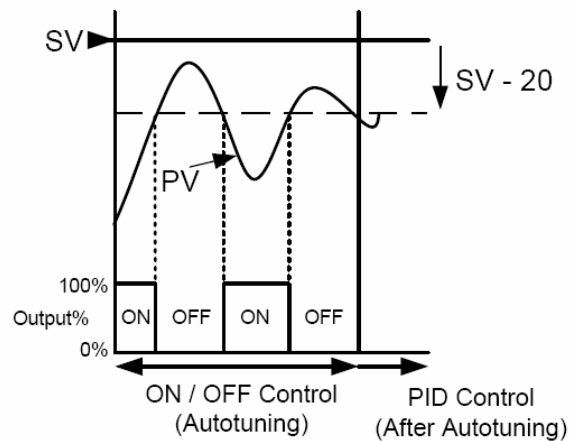 SV
SV - 20
PV
100%
Output%
0%
ON
OFF
ON
OFF
ON / OFF Control
(Autotuning)
PID Control
(After Autotuning)